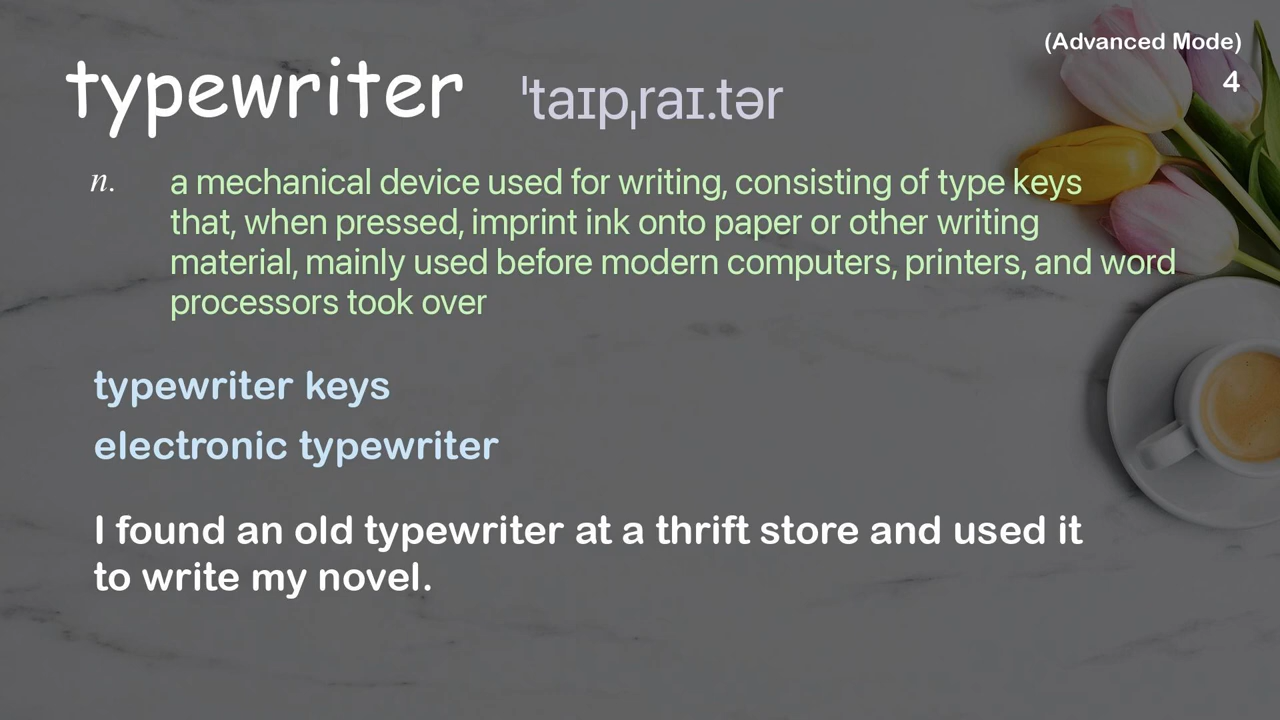 (Advanced Mode)
4
typewriter ˈtaɪpˌraɪ.tər
n. a mechanical device used for writing, consisting of type keys
that, when pressed, imprint ink onto paper or other writing
material, mainly used before modern computers, printers, and word
processors took over
typewriter keys
electronic typewriter
I found an old typewriter at a thrift store and used it
to write my novel.